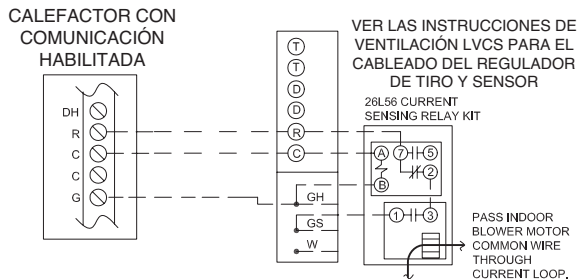 CALEFACTOR CON
COMUNICACIÓN
HABILITADA
DH
R
C
C
G
T
T
D
D
R
C
GH
GS
W
VER LAS INSTRUCCIONES DE
VENTILACIÓN LVCS PARA EL
CABLEADO DEL REGULADOR
DE TIRO Y SENSOR
26L56 CURRENT
SENSING RELAY KIT
A
7
5
2
B
1
3
PASS INDOOR
BLOWER MOTOR
COMMON WIRE
THROUGH
CURRENT LOOP.